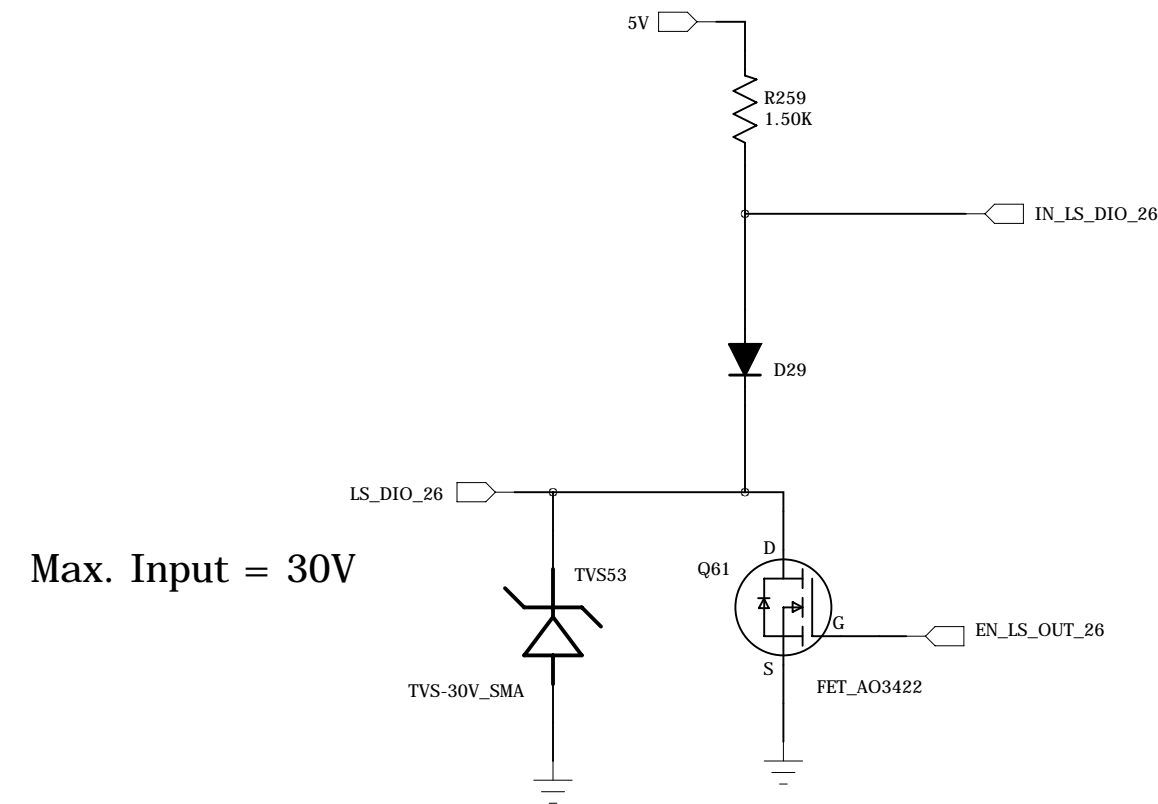 5V
R259
1.50K
IN_LS_DIO_26
D29
LS_DIO_26
Max. Input = 30V
TVS53
TVS-30V_SMA
Q61
D
G
S
EN_LS_OUT_26
FET_AO3422